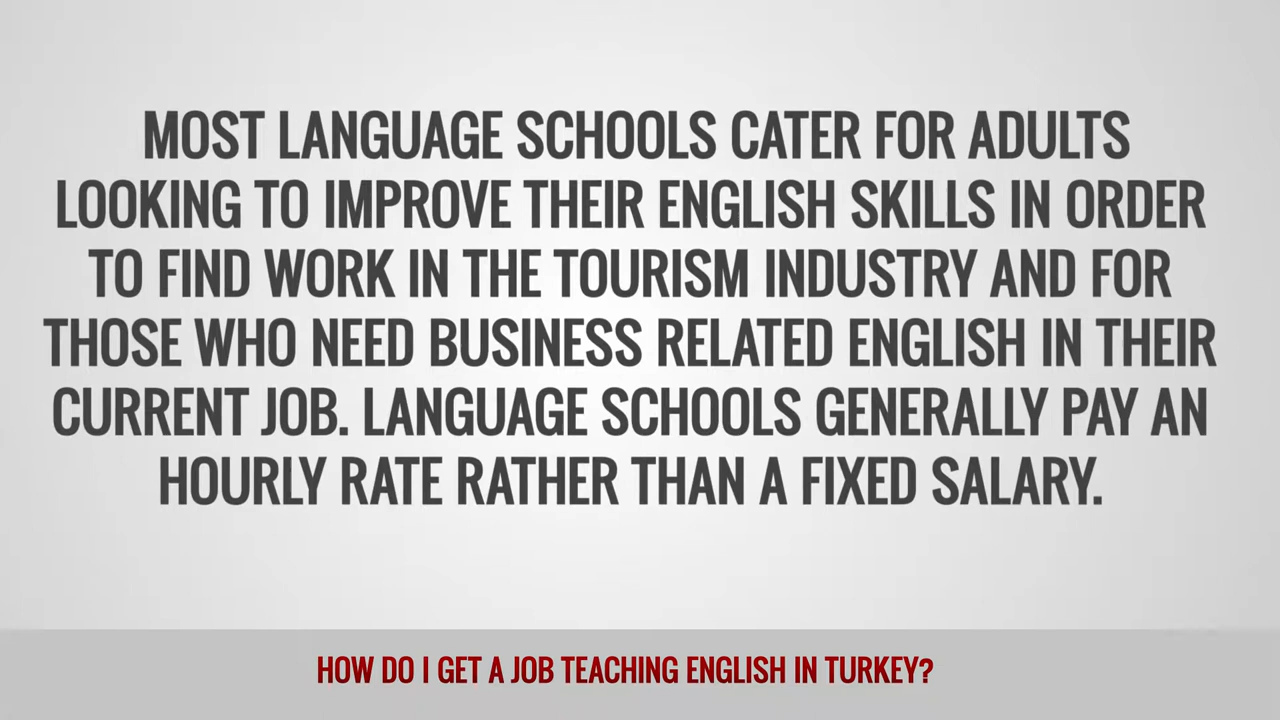 MOST LANGUAGE SCHOOLS CATER FOR ADULTS
LOOKING TO IMPROVE THEIR ENGLISH SKILLS IN ORDER
TO FIND WORK IN THE TOURISM INDUSTRY AND FOR
THOSE WHO NEED BUSINESS RELATED ENGLISH IN THEIR
CURRENT JOB. LANGUAGE SCHOOLS GENERALLY PAY AN
HOURLY RATE RATHER THAN A FIXED SALARY.
HOW DO I GET A JOB TEACHING ENGLISH IN TURKEY?